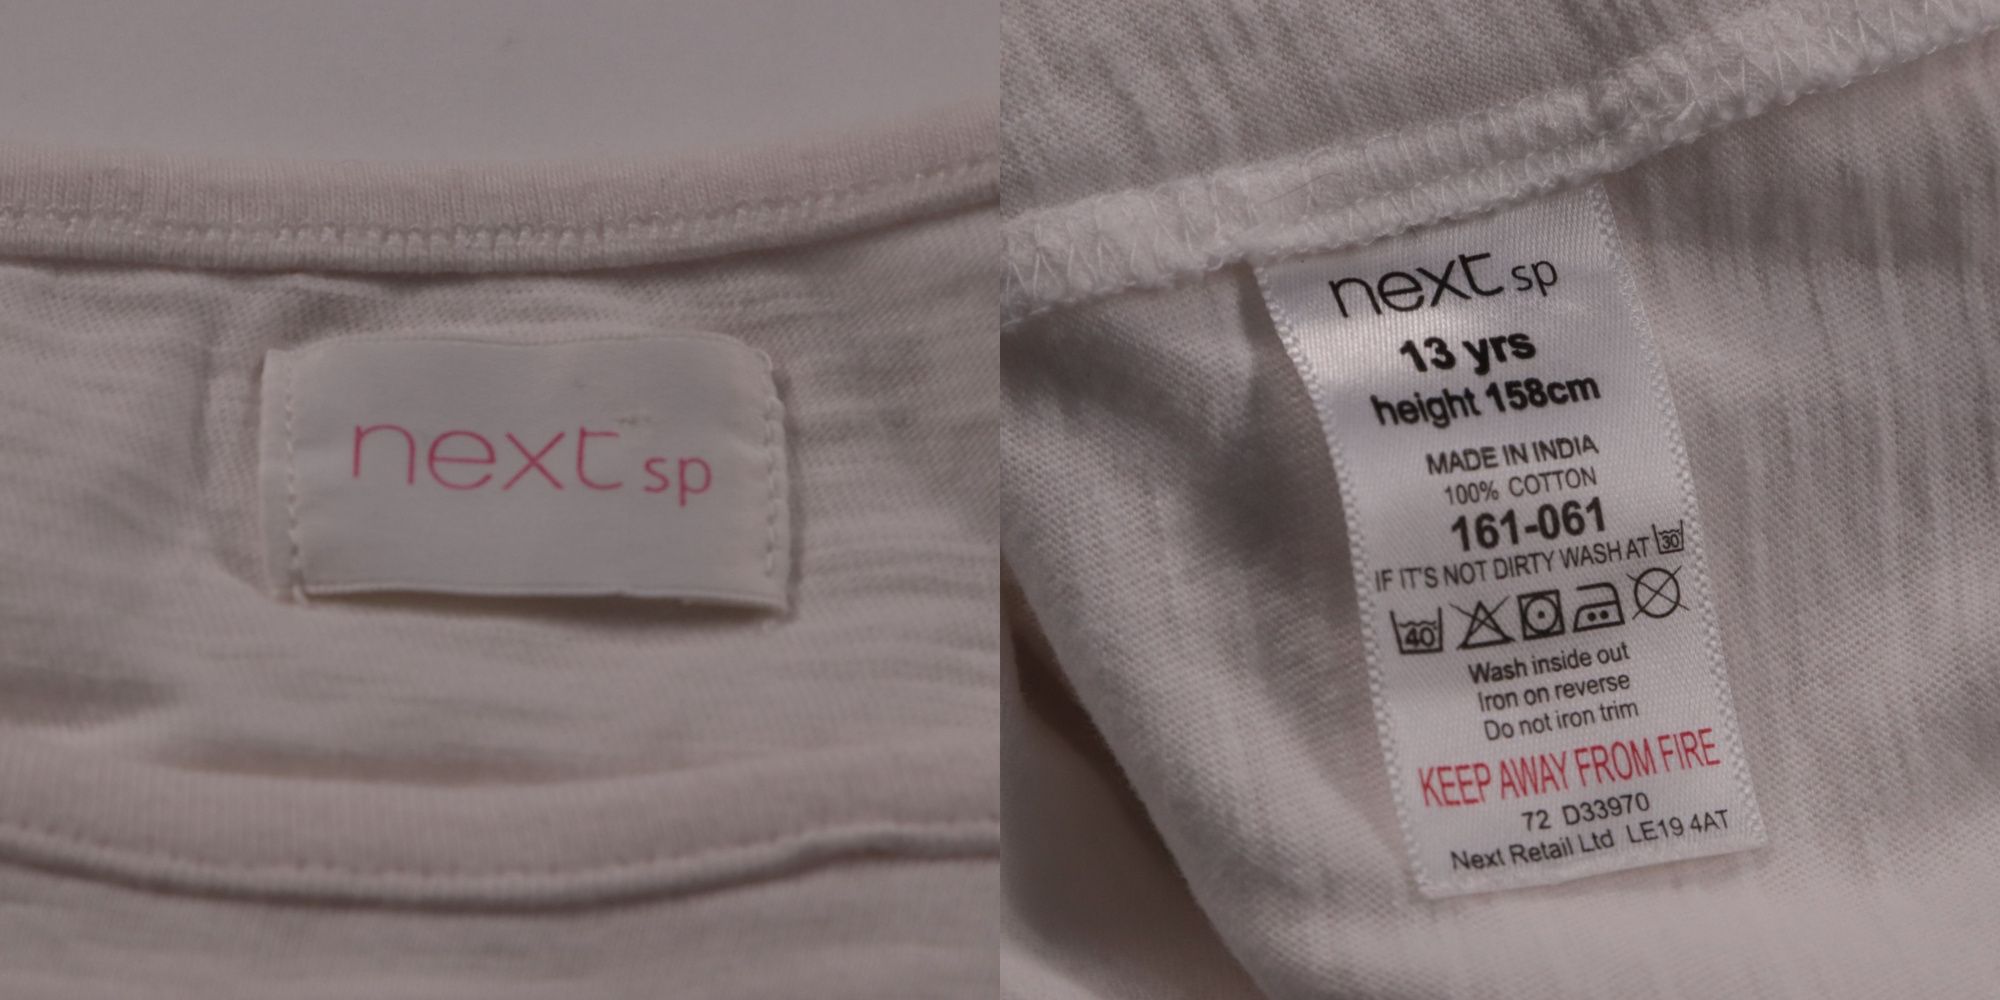 next sp
next sp
13 yrs
height 158cm
MADE IN INDIA
100% COTTON
161-061
IF IT'S NOT DIRTY WASH AT 30
40
Wash inside out
Iron on reverse
Do not iron trim
KEEP AWAY FROM FIRE
72 D33970
Next Retail Ltd LE19 4AT